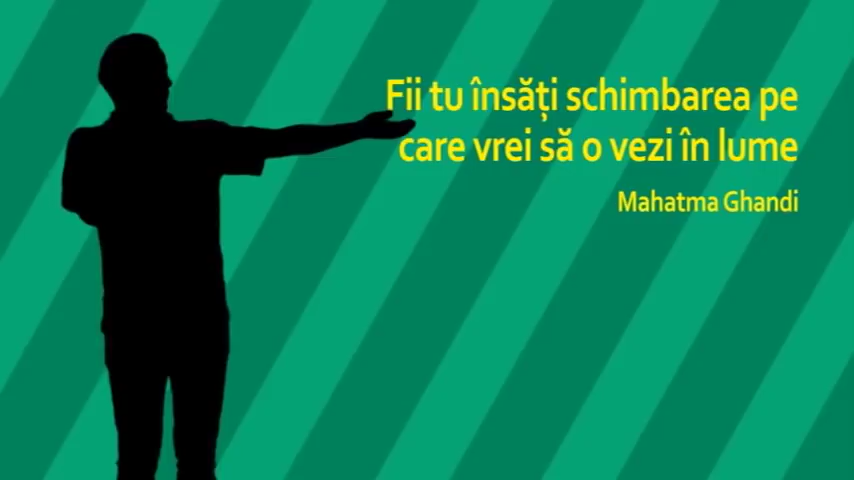 Fii tu însăți schimbarea pe
care vrei să o vezi în lume
Mahatma Ghandi